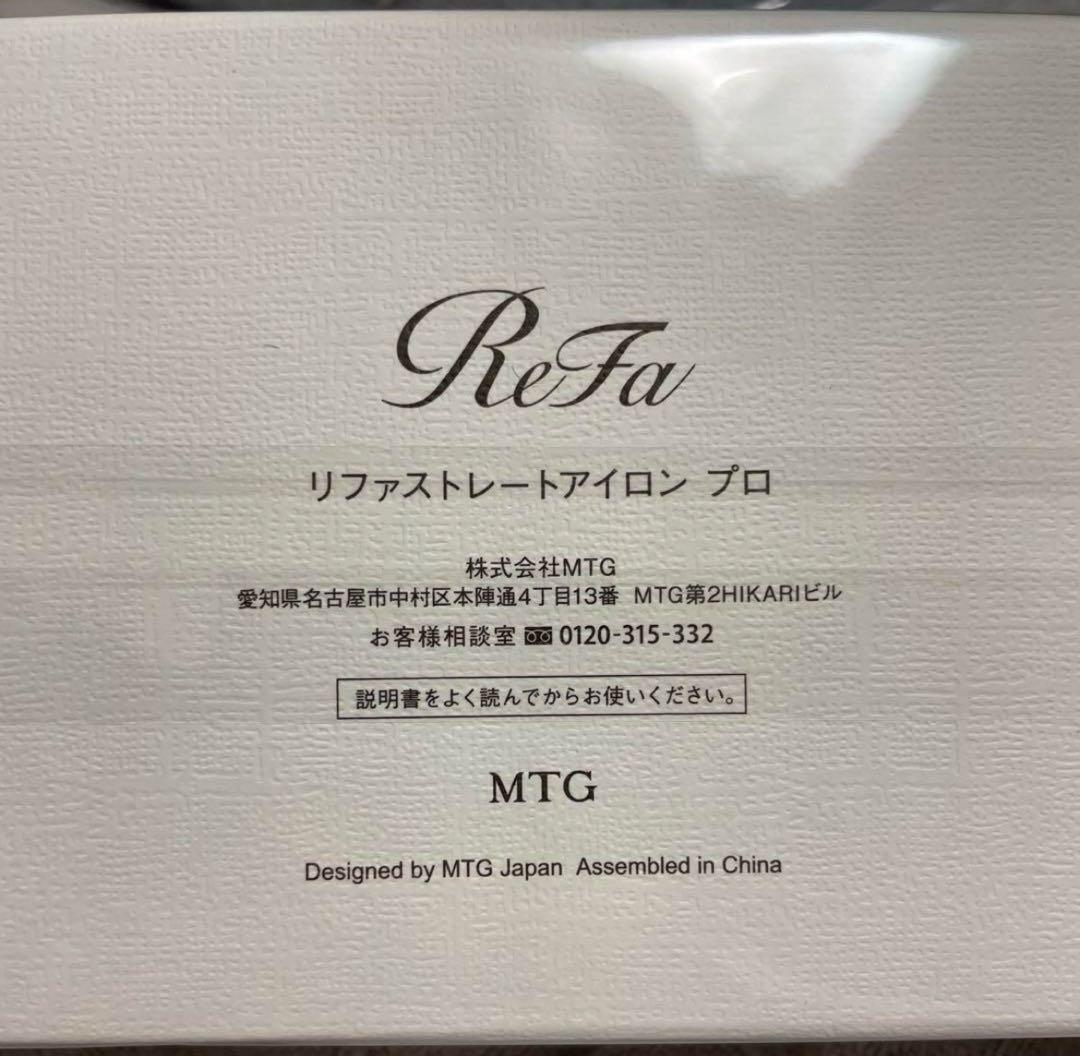 ReFa
リファストレートアイロン プロ
株式会社MTG
愛知県名古屋市中村区本陣通4丁目13番 MTG第2HIKARIビル
お客様相談室 0120-315-332
説明書をよく読んでからお使いください。
MTG
Designed by MTG Japan Assembled in China